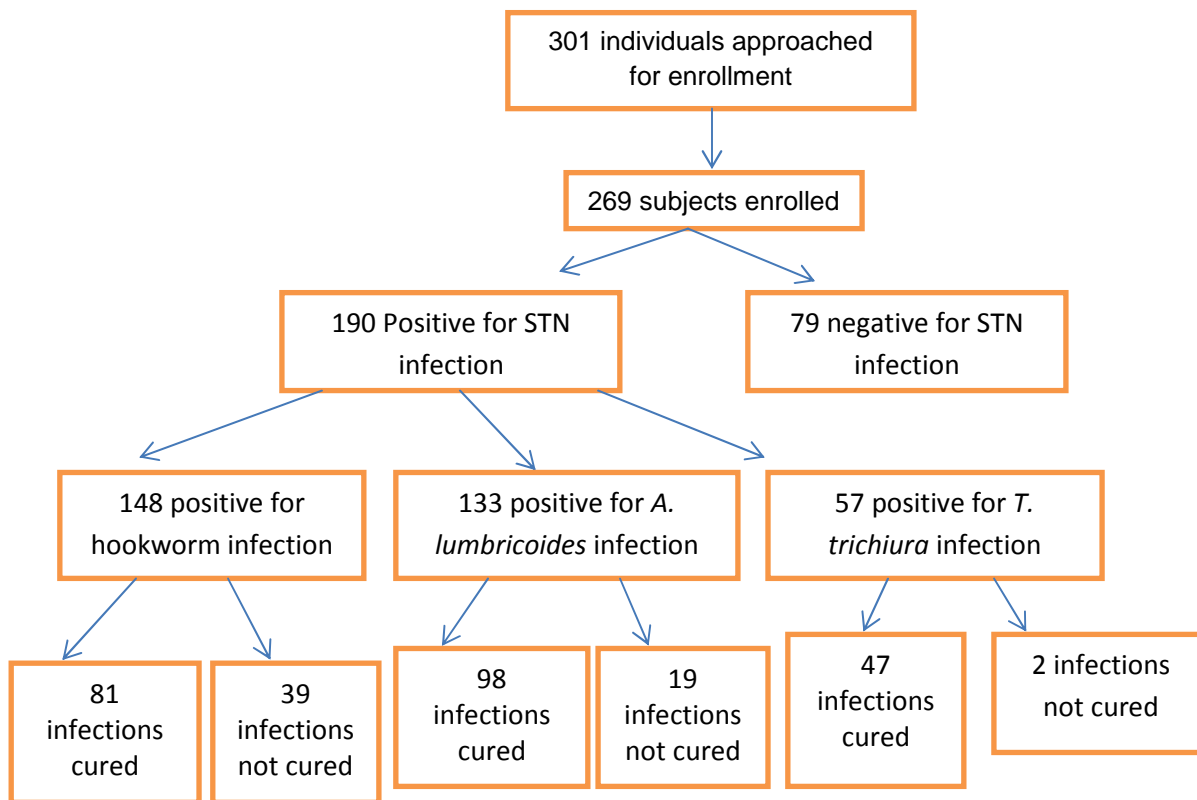 301 individuals approached
for enrollment
269 subjects enrolled
190 Positive for STN
infection
79 negative for STN
infection
148 positive for
hookworm infection
133 positive for A.
lumbricoides infection
57 positive for T.
trichiura infection
81
infections
cured
39
infections
not cured
98
infections
cured
19
infections
not cured
47
infections
cured
2 infections
not cured